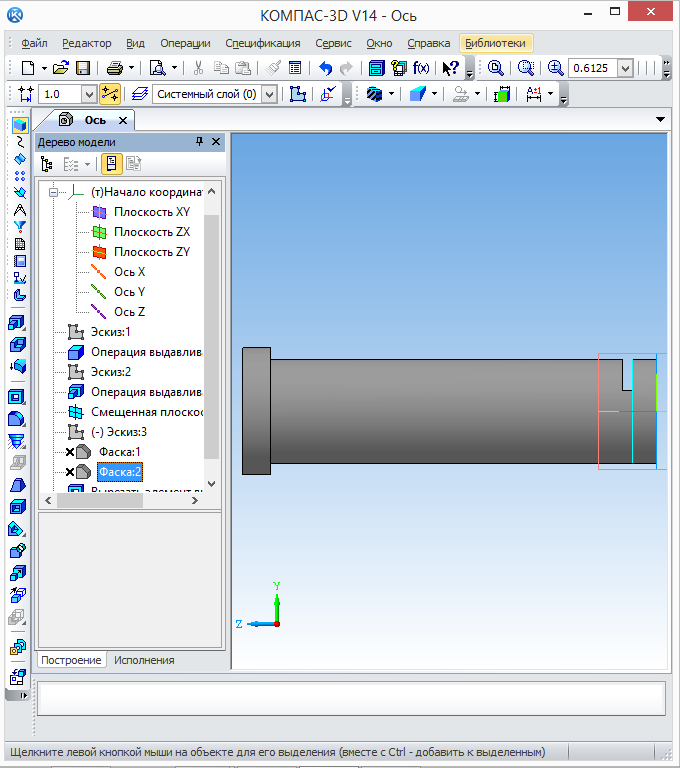 КОМПАС-3D V14 - Ось
Файл Редактор Вид Операции Спецификация Сервис Окно Справка Библиотеки
f(x) 0.6125
1.0 Системный слой (0)
Ось
Дерево модели
(т)Начало координат
Плоскость XY
Плоскость ZX
Плоскость ZY
Ось X
Ось Y
Ось Z
Эскиз:1
Операция выдавлив
Эскиз:2
Операция выдавлив
Смещенная плоскос
(-) Эскиз:3
Фаска:1
Фаска:2
Вырезать элемент
Y
Z
Построение Исполнения
Щелкните левой кнопкой мыши на объекте для его выделения (вместе с Ctrl - добавить к выделенным)